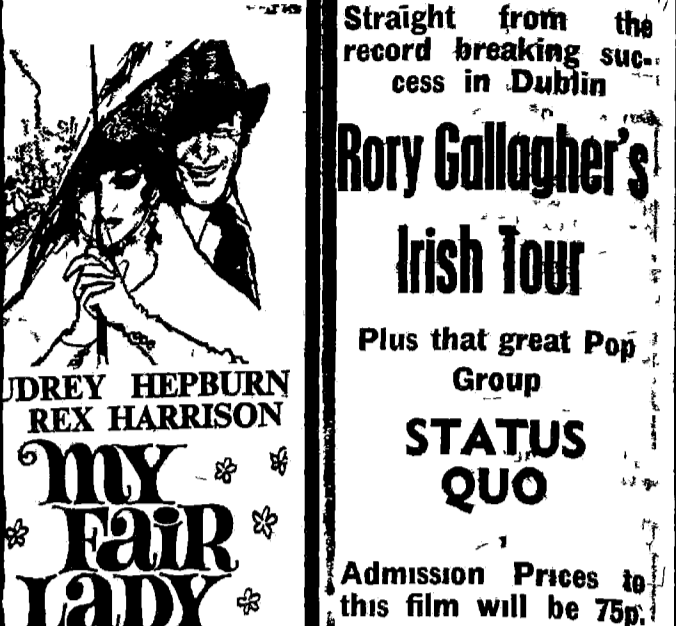 UDREY HEPBURN
REX HARRISON
MY
FAIR
LADY
Straight from the
record breaking suc-
cess in Dublin
Rory Gallagher's
Irish Tour
Plus that great Pop
Group
STATUS
QUO
Admission Prices to
this film will be 75p.